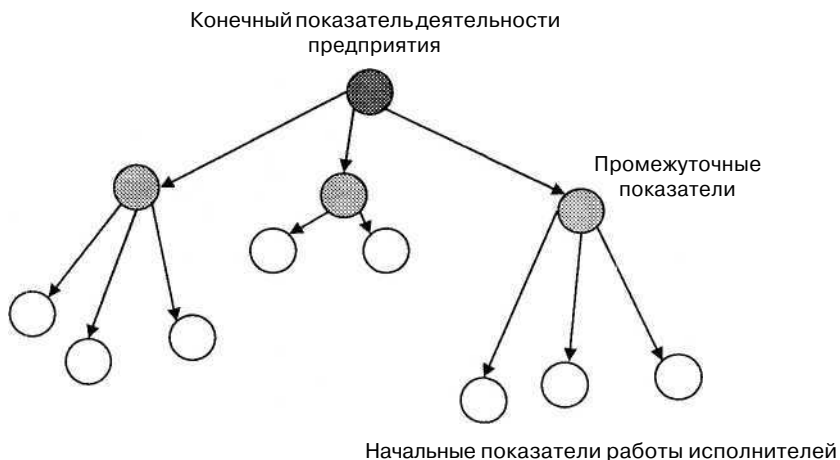 Конечный показатель деятельности
предприятия
Промежуточные
показатели
Начальные показатели работы исполнителей